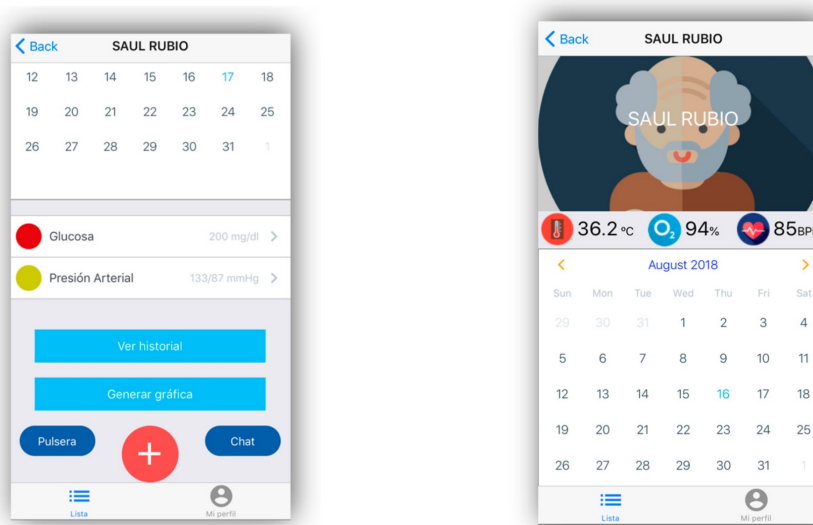 Back SAUL RUBIO
12 13 14 15 16 17 18
19 20 21 22 23 24 25
26 27 28 29 30 31 1
Glucosa 200 mg/dl
Presión Arterial 133/87 mmHg
Ver historial
Generar gráfica
Pulsera + Chat
Lista Mi perfil
Back SAUL RUBIO
SAUL RUBIO
36.2 °C O2 94% 85BPM
August 2018
Sun Mon Tue Wed Thu Fri Sat
29 30 31 1 2 3 4
5 6 7 8 9 10 11
12 13 14 15 16 17 18
19 20 21 22 23 24 25
26 27 28 29 30 31 1
Lista Mi perfil